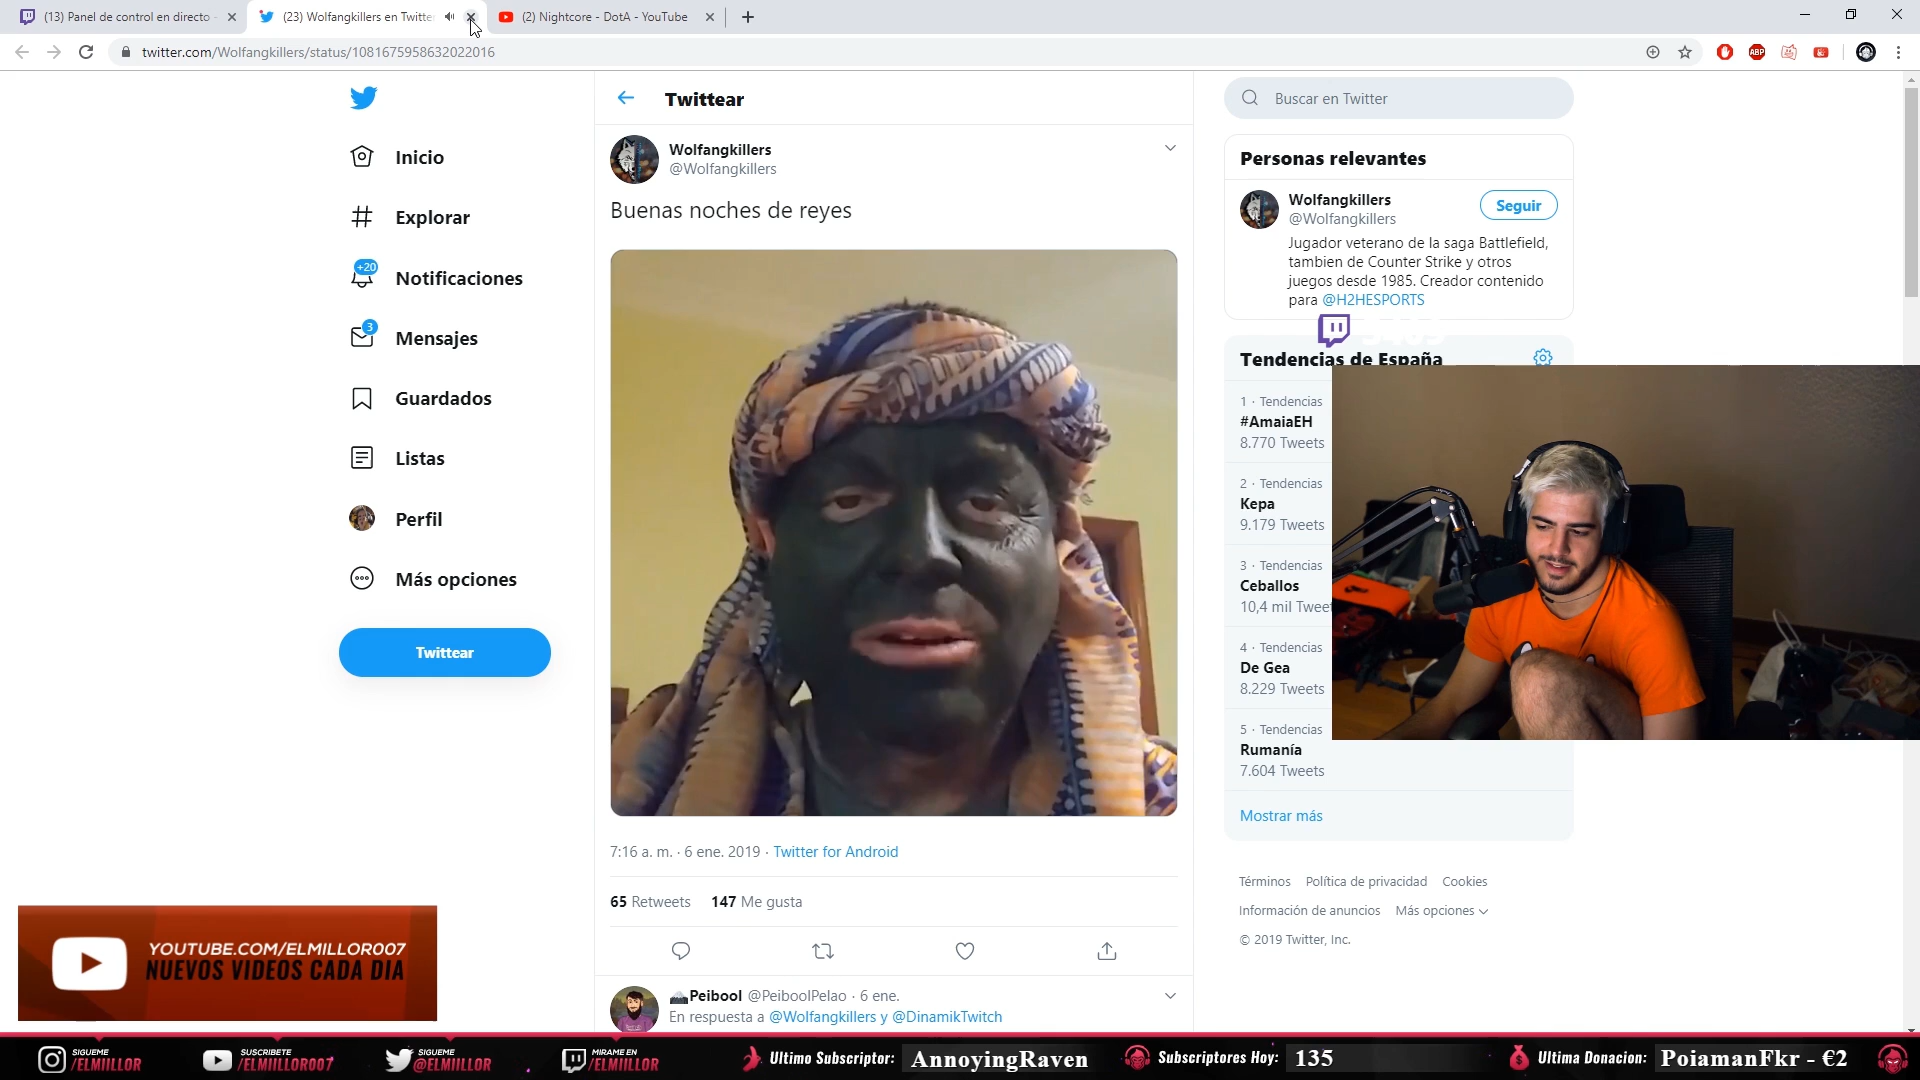 (13) Panel de control en directo -
(23) Wolfangkillers en Twitter
(2) Nightcore - DotA - YouTube
twitter.com/Wolfangkillers/status/1081675958632022016
ABP
Inicio
Explorar
+20
Notificaciones
3
Mensajes
Guardados
Listas
Perfil
Más opciones
Twittear
Twittear
Wolfangkillers
@Wolfangkillers
Buenas noches de reyes
7:16 a. m. · 6 ene. 2019 · Twitter for Android
65 Retweets 147 Me gusta
Peibool @PeiboolPelao · 6 ene.
En respuesta a @Wolfangkillers y @DinamikTwitch
Buscar en Twitter
Personas relevantes
Wolfangkillers
@Wolfangkillers
Seguir
Jugador veterano de la saga Battlefield,
tambien de Counter Strike y otros
juegos desde 1985. Creador contenido
para @H2HESPORTS
Tendencias de España
1 · Tendencias
#AmaiaEH
8.770 Tweets
2 · Tendencias
Kepa
9.179 Tweets
3 · Tendencias
Ceballos
10,4 mil Tweet
4 · Tendencias
De Gea
8.229 Tweets
5 · Tendencias
Rumanía
7.604 Tweets
Mostrar más
Términos Política de privacidad Cookies
Información de anuncios Más opciones
© 2019 Twitter, Inc.
YOUTUBE.COM/ELMILLOR007
NUEVOS VIDEOS CADA DIA
SIGUEME
/ELMILLOR
SUSCRIBETE
/ELMILLOR007
SIGUEME
@ELMILLOR
MIRAME EN
/ELMILLOR
Ultimo Subscriptor: AnnoyingRaven
Subscriptores Hoy: 135
Ultima Donacion: PoiamanFkr - €2